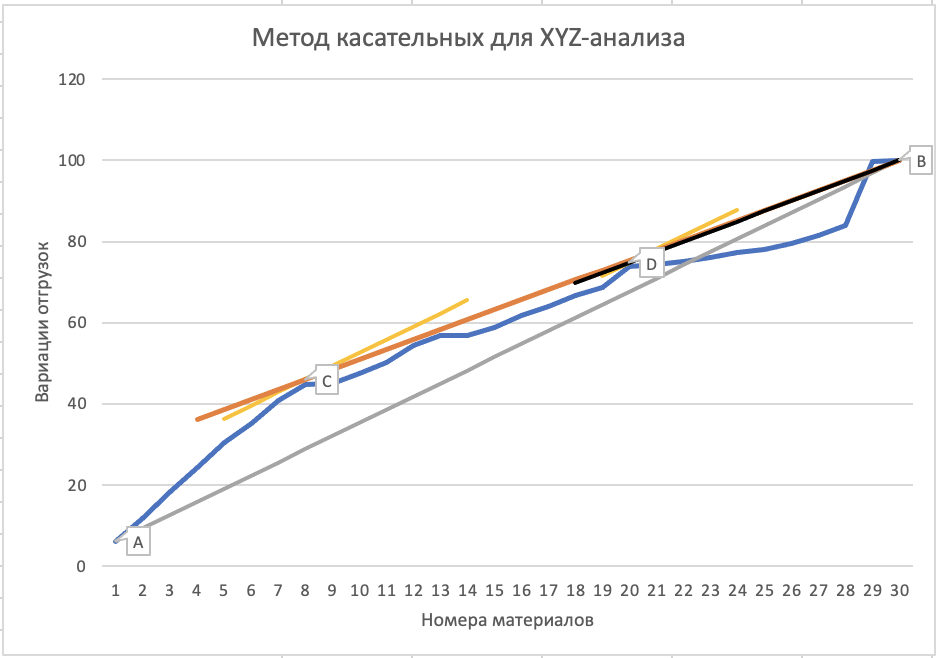 Метод касательных для XYZ-анализа
120
100
80
60
40
20
0
Вариации отгрузок
A
C
D
B
1 2 3 4 5 6 7 8 9 10 11 12 13 14 15 16 17 18 19 20 21 22 23 24 25 26 27 28 29 30
Номера материалов